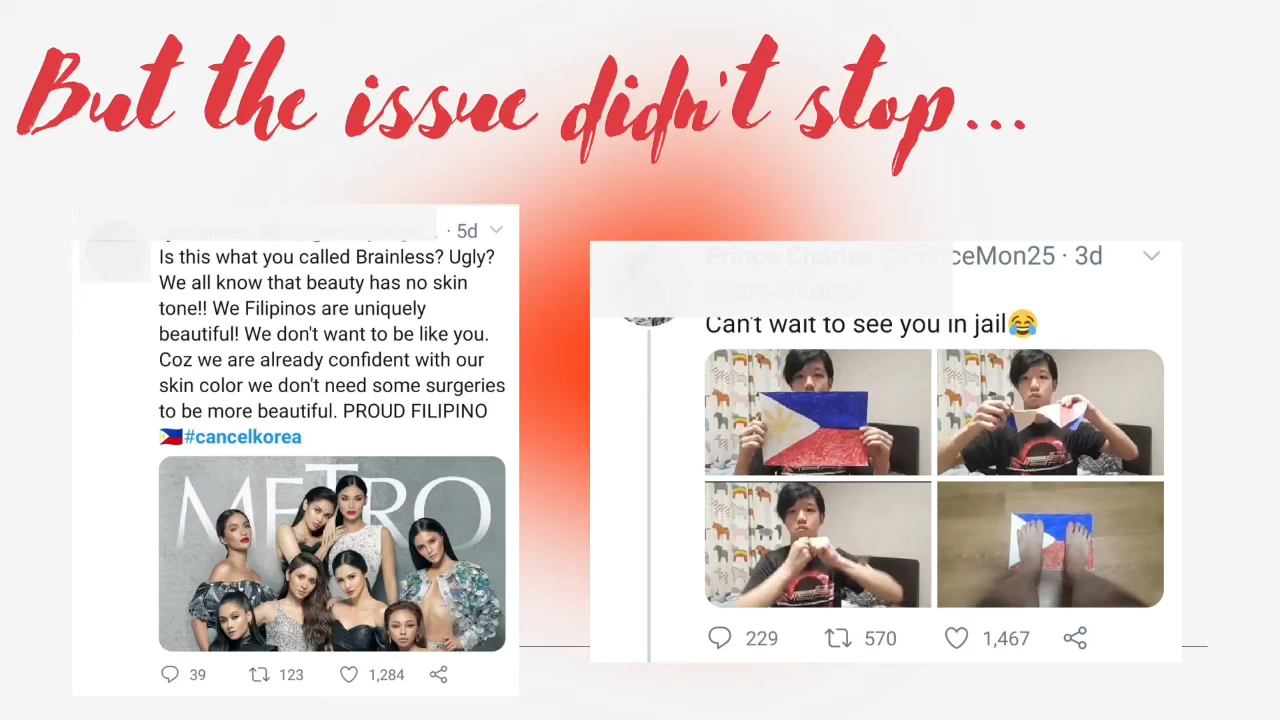 But the issue didn't stop...
· 5d
Is this what you called Brainless? Ugly?
We all know that beauty has no skin
tone!! We Filipinos are uniquely
beautiful! We don't want to be like you.
Coz we are already confident with our
skin color we don't need some surgeries
to be more beautiful. PROUD FILIPINO
🇵🇭#cancelkorea
METRO
39 123 1,284
Prince Charles ceMon25 · 3d
Can't wait to see you in jail😂
229 570 1,467